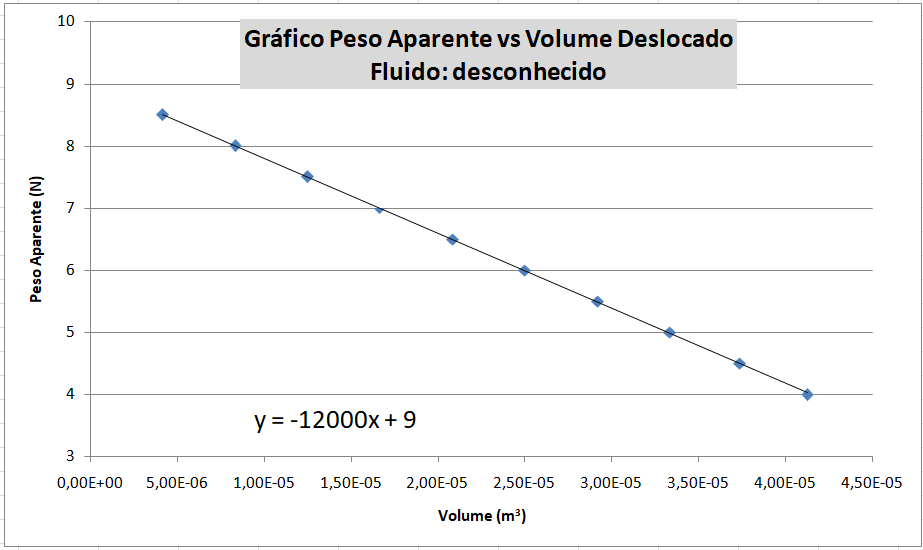 Gráfico Peso Aparente vs Volume Deslocado
Fluido: desconhecido
10
9
8
7
6
5
4
3
Peso Aparente (N)
y = -12000x + 9
0,00E+00 5,00E-06 1,00E-05 1,50E-05 2,00E-05 2,50E-05 3,00E-05 3,50E-05 4,00E-05 4,50E-05
Volume (m³)